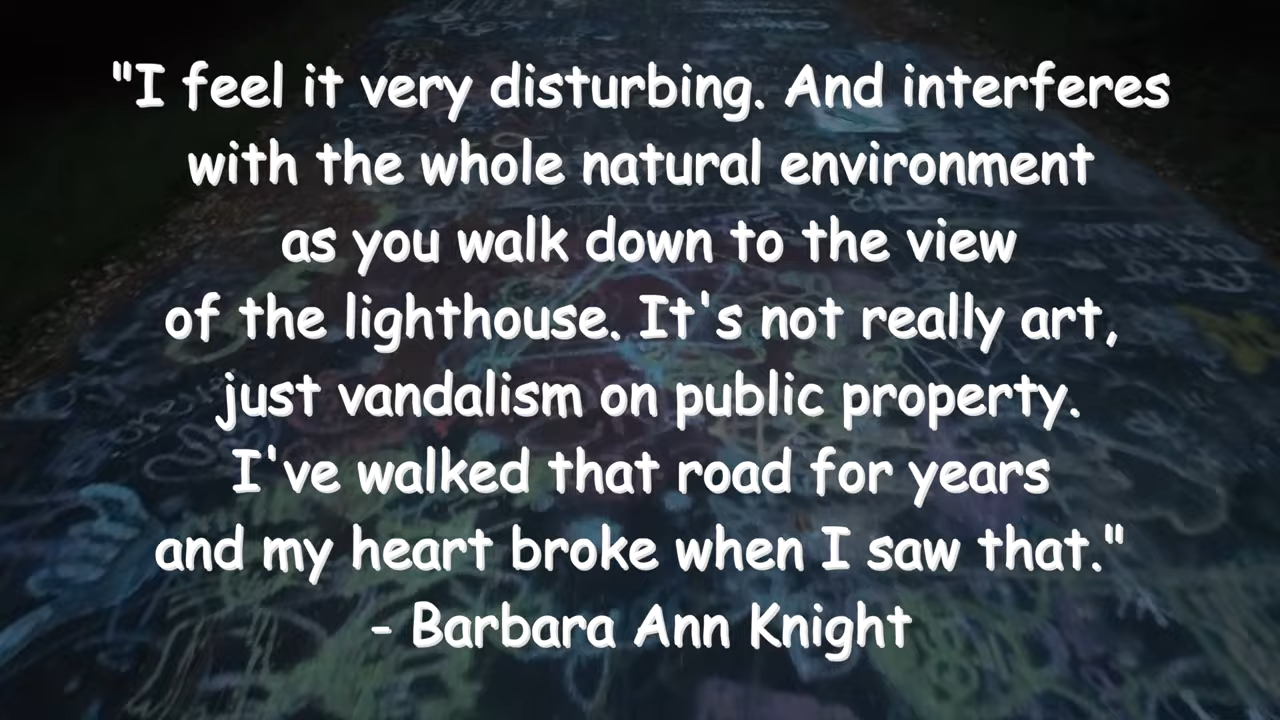 "I feel it very disturbing. And interferes
with the whole natural environment
as you walk down to the view
of the lighthouse. It's not really art,
just vandalism on public property.
I've walked that road for years
and my heart broke when I saw that."
- Barbara Ann Knight